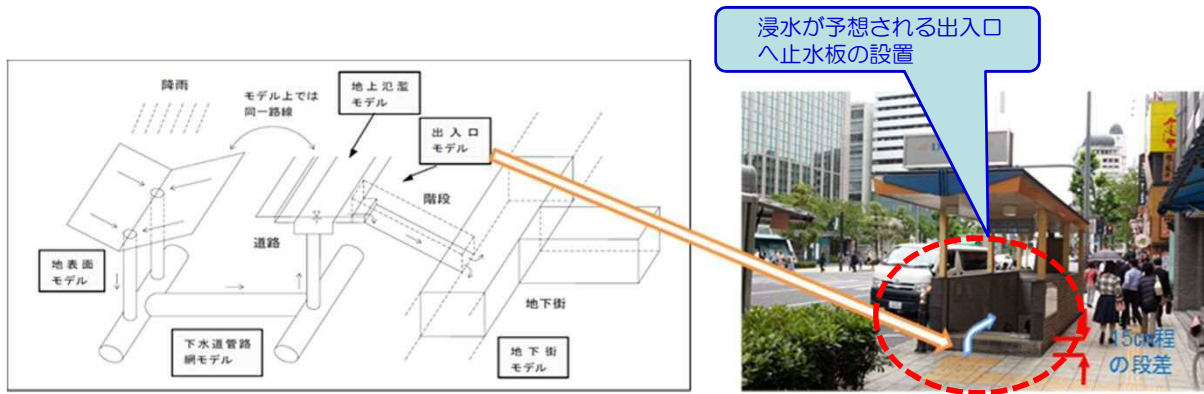 浸水が予想される出入口
へ止水板の設置
降雨
モデル上では
同一路線
地上氾濫
モデル
出入口
モデル
階段
道路
地表面
モデル
下水道管路
網モデル
地下街
地下街
モデル
15cm程
の段差